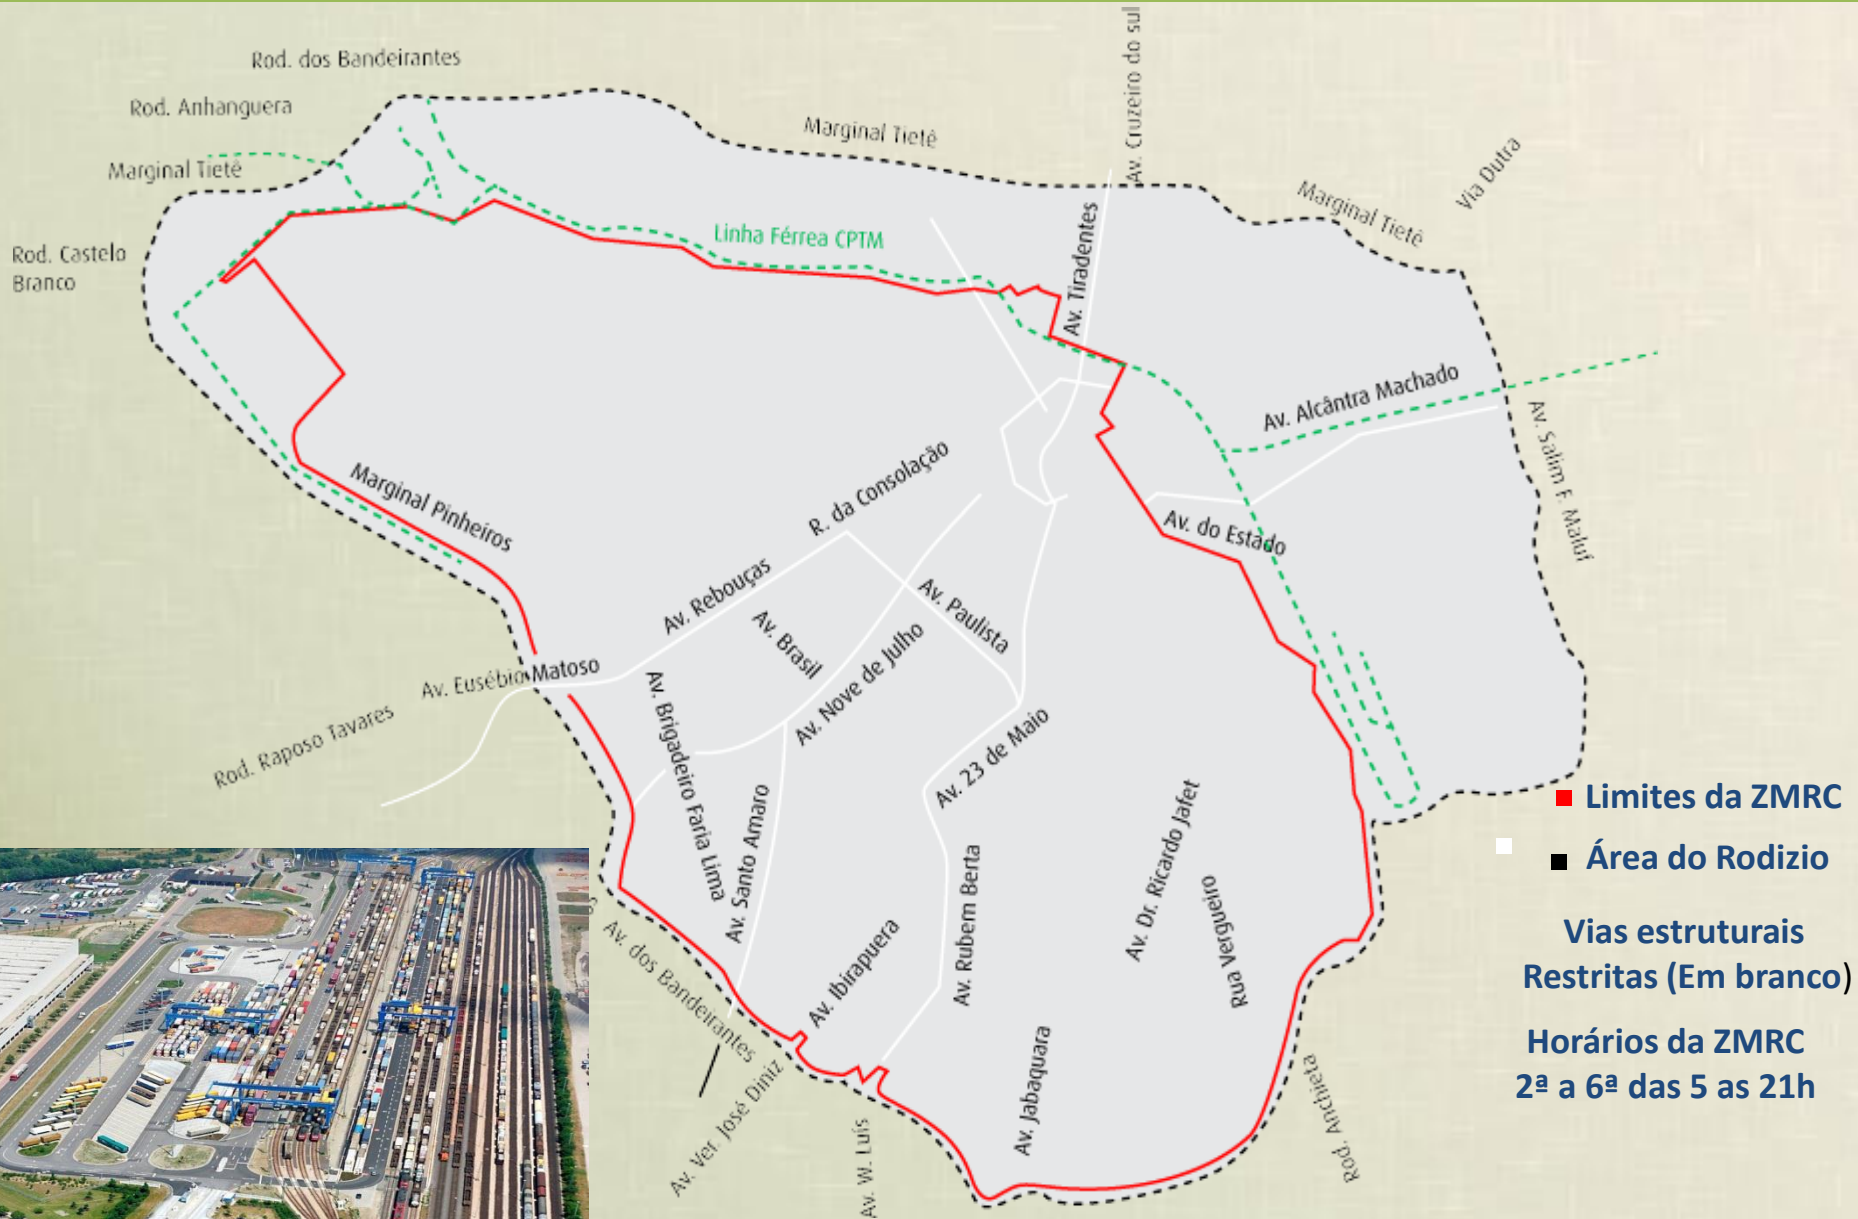 Rod. dos Bandeirantes
Rod. Anhanguera
Marginal Tietê
Rod. Castelo
Branco
Marginal Tietê
Av. Cruzeiro do sul
Marginal Tietê
Via Dutra
Linha Férrea CPTM
Av. Tiradentes
Av. Alcântra Machado
Av. Salim F. Maluf
Marginal Pinheiros
R. da Consolação
Av. do Estado
Av. Rebouças
Av. Paulista
Av. Brasil
Av. Nove de Julho
Av. Eusébio Matoso
Rod. Raposo Tavares
Av. Brigadeiro Faria Lima
Av. 23 de Maio
Av. Santo Amaro
Av. Dr. Ricardo Jafet
Av. Rubem Berta
Rua Vergueiro
Av. Ibirapuera
Av. dos Bandeirantes
Av. Jabaquara
Av. Ver. José Diniz
Av. W. Luís
Rod. Anchieta
Limites da ZMRC
Área do Rodizio
Vias estruturais
Restritas (Em branco)
Horários da ZMRC
2ª a 6ª das 5 as 21h